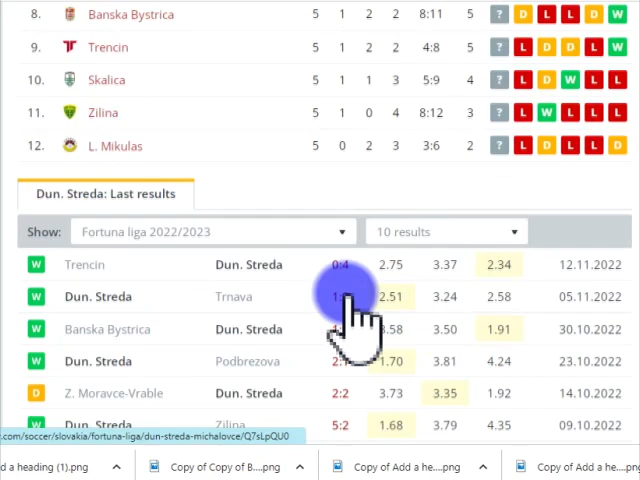 8. Banska Bystrica 5 1 2 2 8:11 5 ? D L L D W
9. Trencin 5 1 2 2 4:8 5 ? L D D L W
10. Skalica 5 1 1 3 5:9 4 ? L D W L L
11. Zilina 5 1 0 4 8:12 3 ? L W L L L
12. L. Mikulas 5 0 2 3 3:6 2 ? L D L L D
Dun. Streda: Last results
Show: Fortuna liga 2022/2023 10 results
W Trencin Dun. Streda 0:4 2.75 3.37 2.34 12.11.2022
W Dun. Streda Trnava 2.51 3.24 2.58 05.11.2022
W Banska Bystrica Dun. Streda 3.58 3.50 1.91 30.10.2022
W Dun. Streda Podbrezova 1.70 3.81 4.24 23.10.2022
D Z. Moravce-Vrable Dun. Streda 2:2 3.73 3.35 1.92 14.10.2022
W Dun. Streda Zilina 5:2 1.68 3.79 4.35 09.10.2022
.com/soccer/slovakia/fortuna-liga/dun-streda-michalovce/Q7sLpQU0
d a heading (1).png Copy of Copy of B....png Copy of Add a he....png Copy of Add a he....png